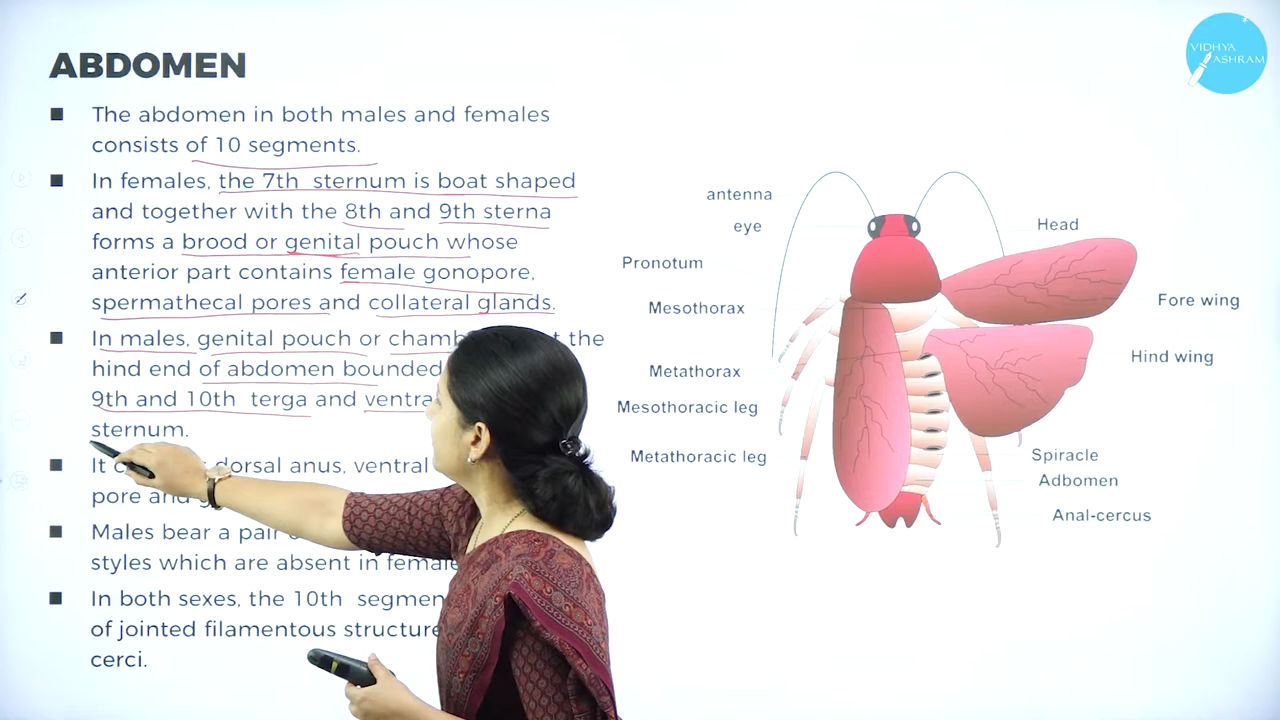 ABDOMEN
The abdomen in both males and females
consists of 10 segments.
In females, the 7th sternum is boat shaped
and together with the 8th and 9th sterna
forms a brood or genital pouch whose
anterior part contains female gonopore,
spermathecal pores and collateral glands.
In males, genital pouch or the
hind end of abdomen bounded
9th and 10th terga and
sternum.
It dorsal anus, ventral
pore and
Males bear a pair
styles which are absent in
In both sexes, the 10th
of jointed filamentous
cerci.
antenna
eye
Pronotum
Mesothorax
Metathorax
Mesothoracic leg
Metathoracic leg
Head
Fore wing
Hind wing
Spiracle
Adbomen
Anal-cercus
VIDHYA
ASHRAM